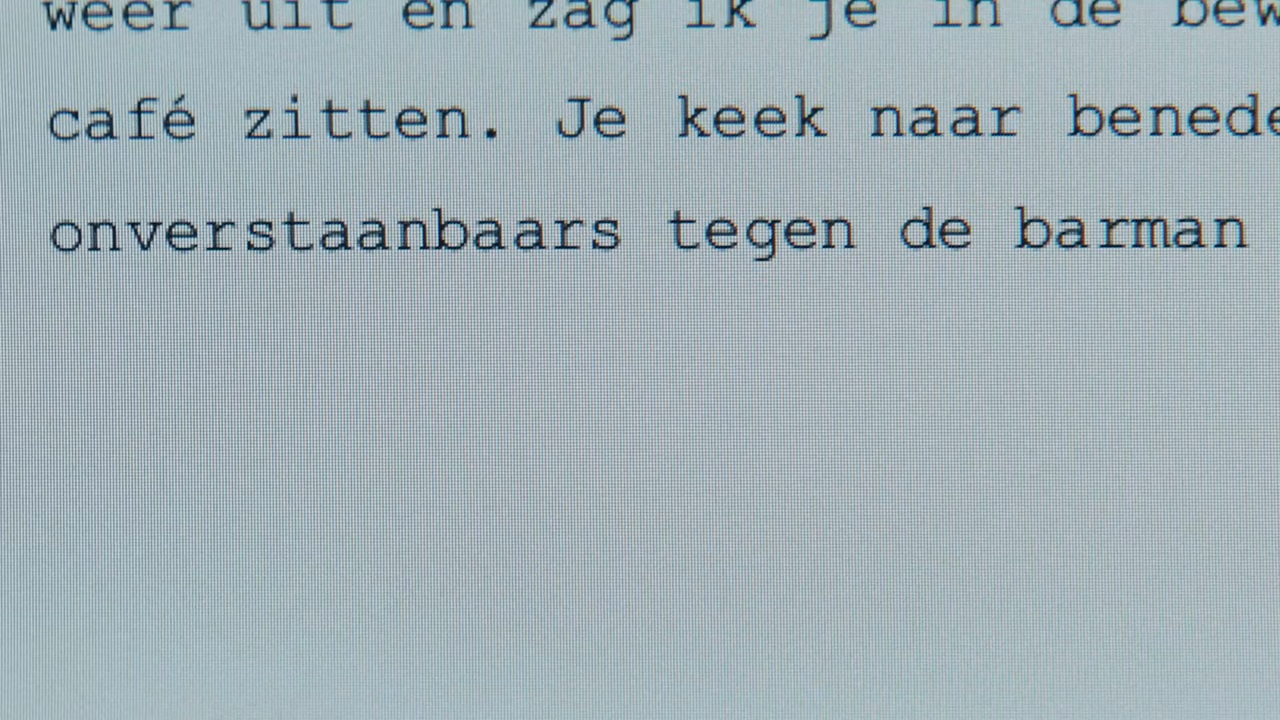 weer uit en zag ik je in de
café zitten. Je keek naar
onverstaanbaars tegen de barman